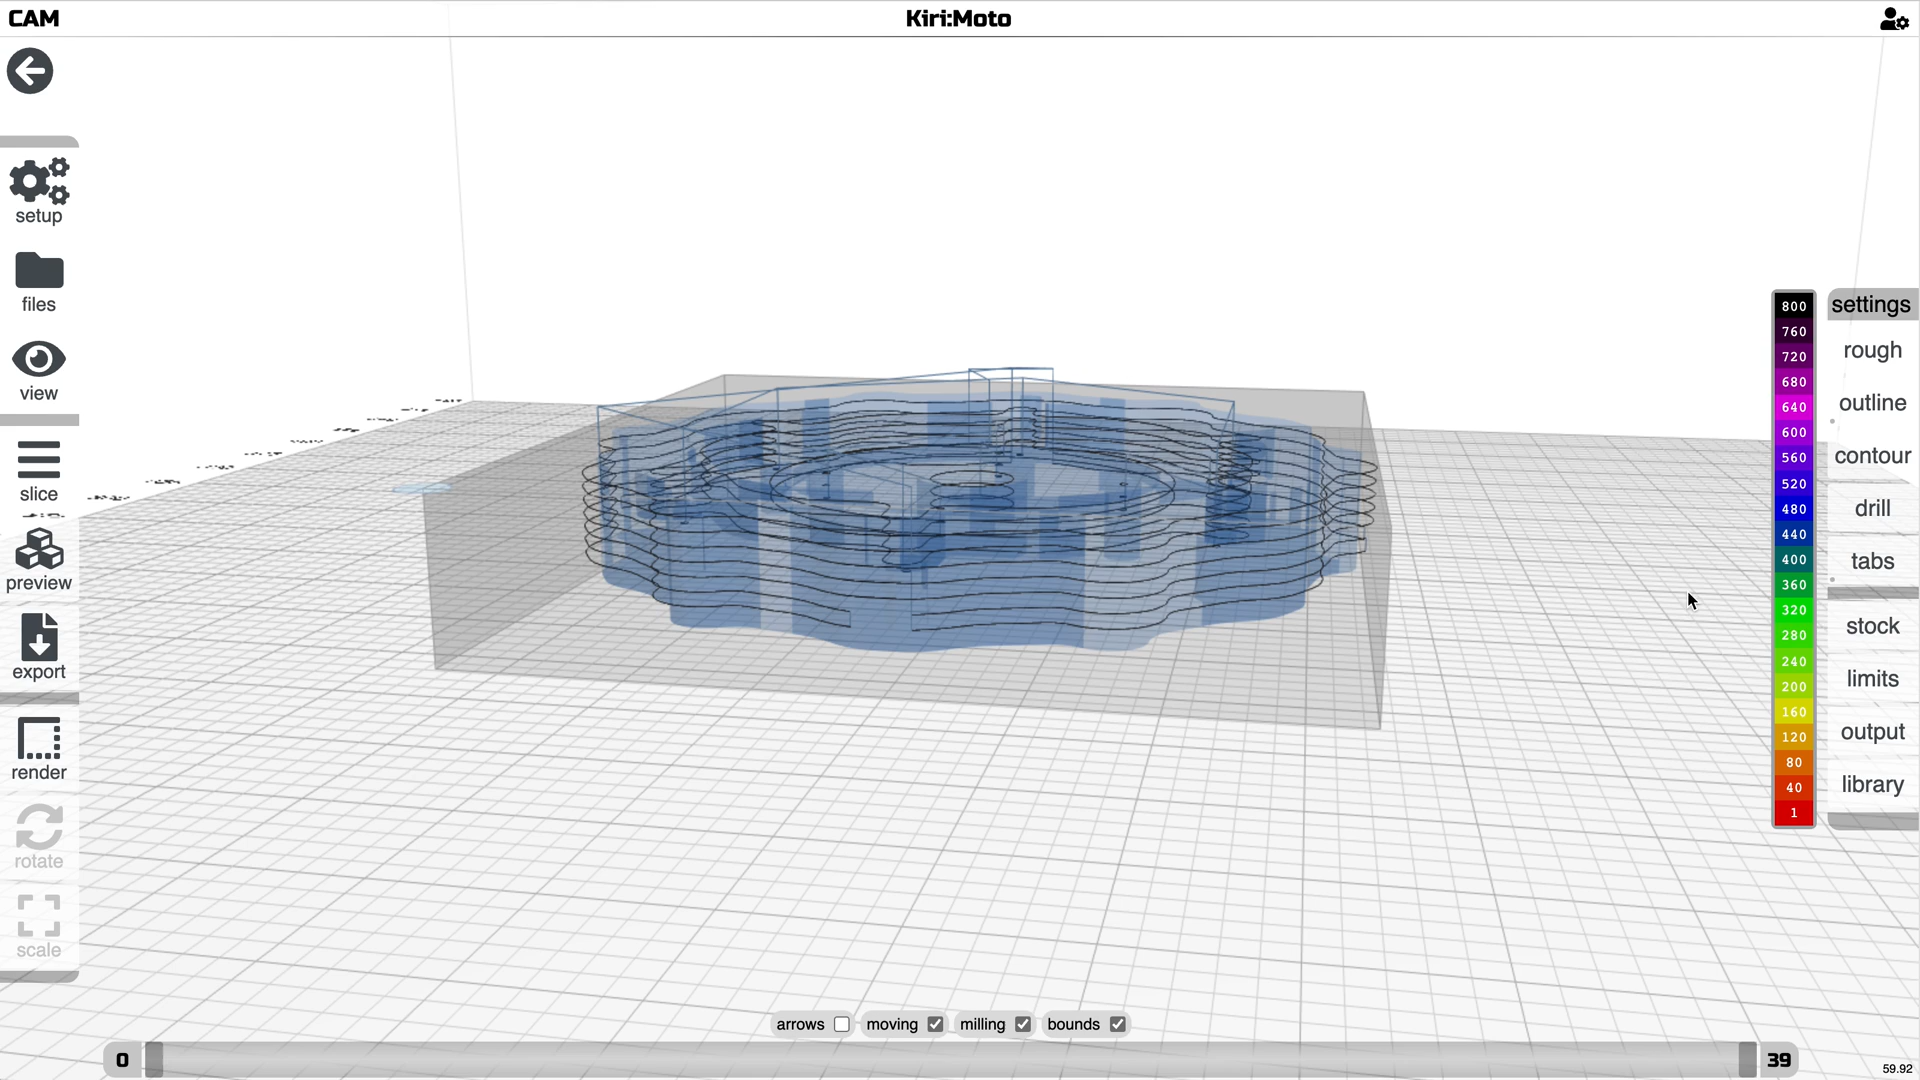 CAM
Kiri:Moto
setup
files
view
slice
preview
export
render
rotate
scale
800
760
720
680
640
600
560
520
480
440
400
360
320
280
240
200
160
120
80
40
1
settings
rough
outline
contour
drill
tabs
stock
limits
output
library
arrows moving milling bounds
0
39
59.92